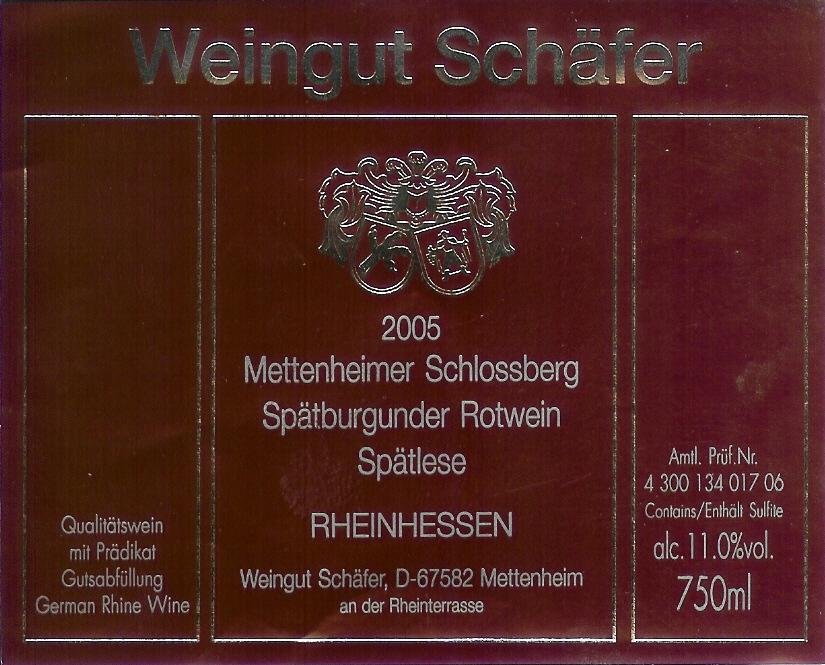 Weingut Schäfer
2005
Mettenheimer Schlossberg
Spätburgunder Rotwein
Spätlese
RHEINHESSEN
Weingut Schäfer, D-67582 Mettenheim
an der Rheinterrasse
Qualitätswein
mit Prädikat
Gutsabfüllung
German Rhine Wine
Amtl. Prüf.Nr.
4 300 134 017 06
Contains/Enthält Sulfite
alc.11.0%vol.
750ml